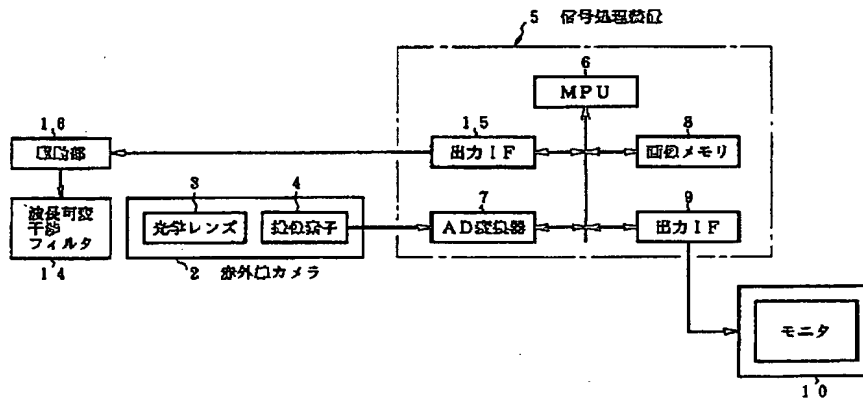 5 信号処理装置
6
MPU
16
駆動部
15
出力IF
8
画像メモリ
3
光学レンズ
4
撮像素子
7
AD変換器
9
出力IF
波長可変
干渉
フィルタ
14
2 赤外線カメラ
モニタ
10